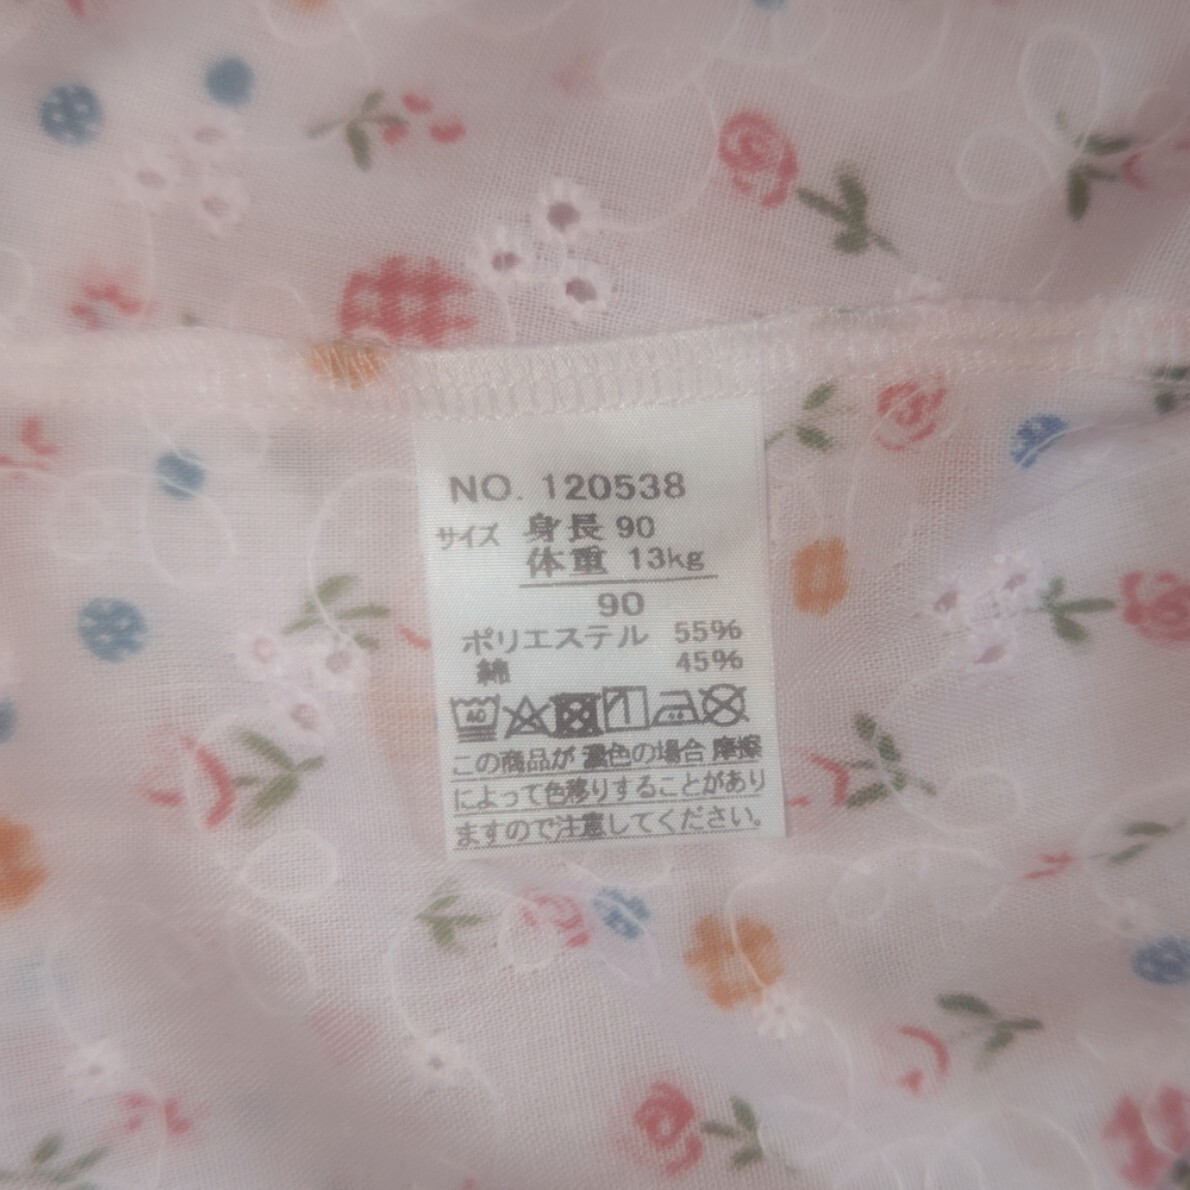 NO. 120538
サイズ 身長 90
体重 13kg
90
ポリエステル 55%
綿 45%
40
この商品が 濃色の場合 摩擦
によって色移りすることがあり
ますので注意してください。